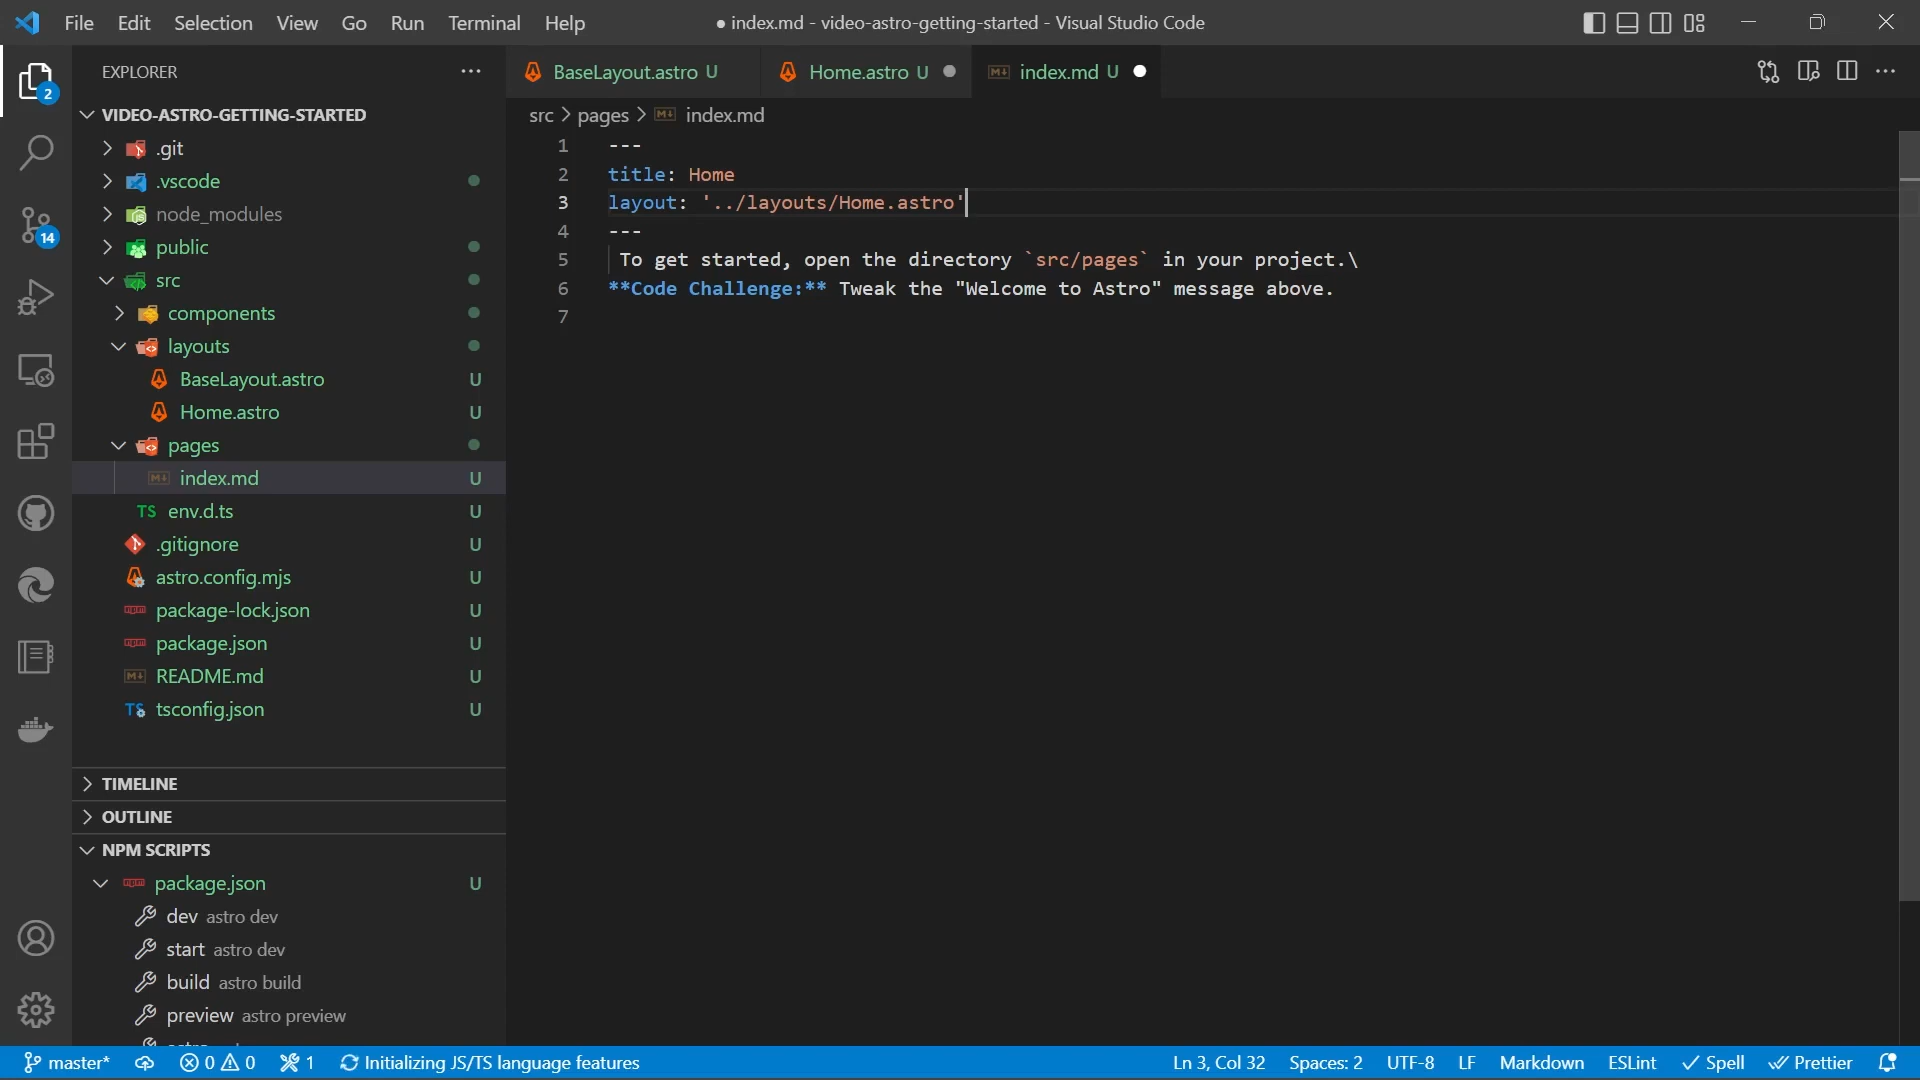 File Edit Selection View Go Run Terminal Help
● index.md - video-astro-getting-started - Visual Studio Code
EXPLORER
2
VIDEO-ASTRO-GETTING-STARTED
.git
.vscode
node_modules
14
public
src
components
layouts
BaseLayout.astro U
Home.astro U
pages
index.md U
TS env.d.ts U
.gitignore U
astro.config.mjs U
package-lock.json U
package.json U
README.md U
TS tsconfig.json U
TIMELINE
OUTLINE
NPM SCRIPTS
package.json U
dev astro dev
start astro dev
build astro build
preview astro preview
BaseLayout.astro U
Home.astro U
index.md U
src > pages > index.md
1 ---
2 title: Home
3 layout: '../layouts/Home.astro'
4 ---
5 To get started, open the directory `src/pages` in your project.\
6 **Code Challenge:** Tweak the "Welcome to Astro" message above.
7
master* 0 0 1 Initializing JS/TS language features
Ln 3, Col 32 Spaces: 2 UTF-8 LF Markdown ESLint Spell Prettier